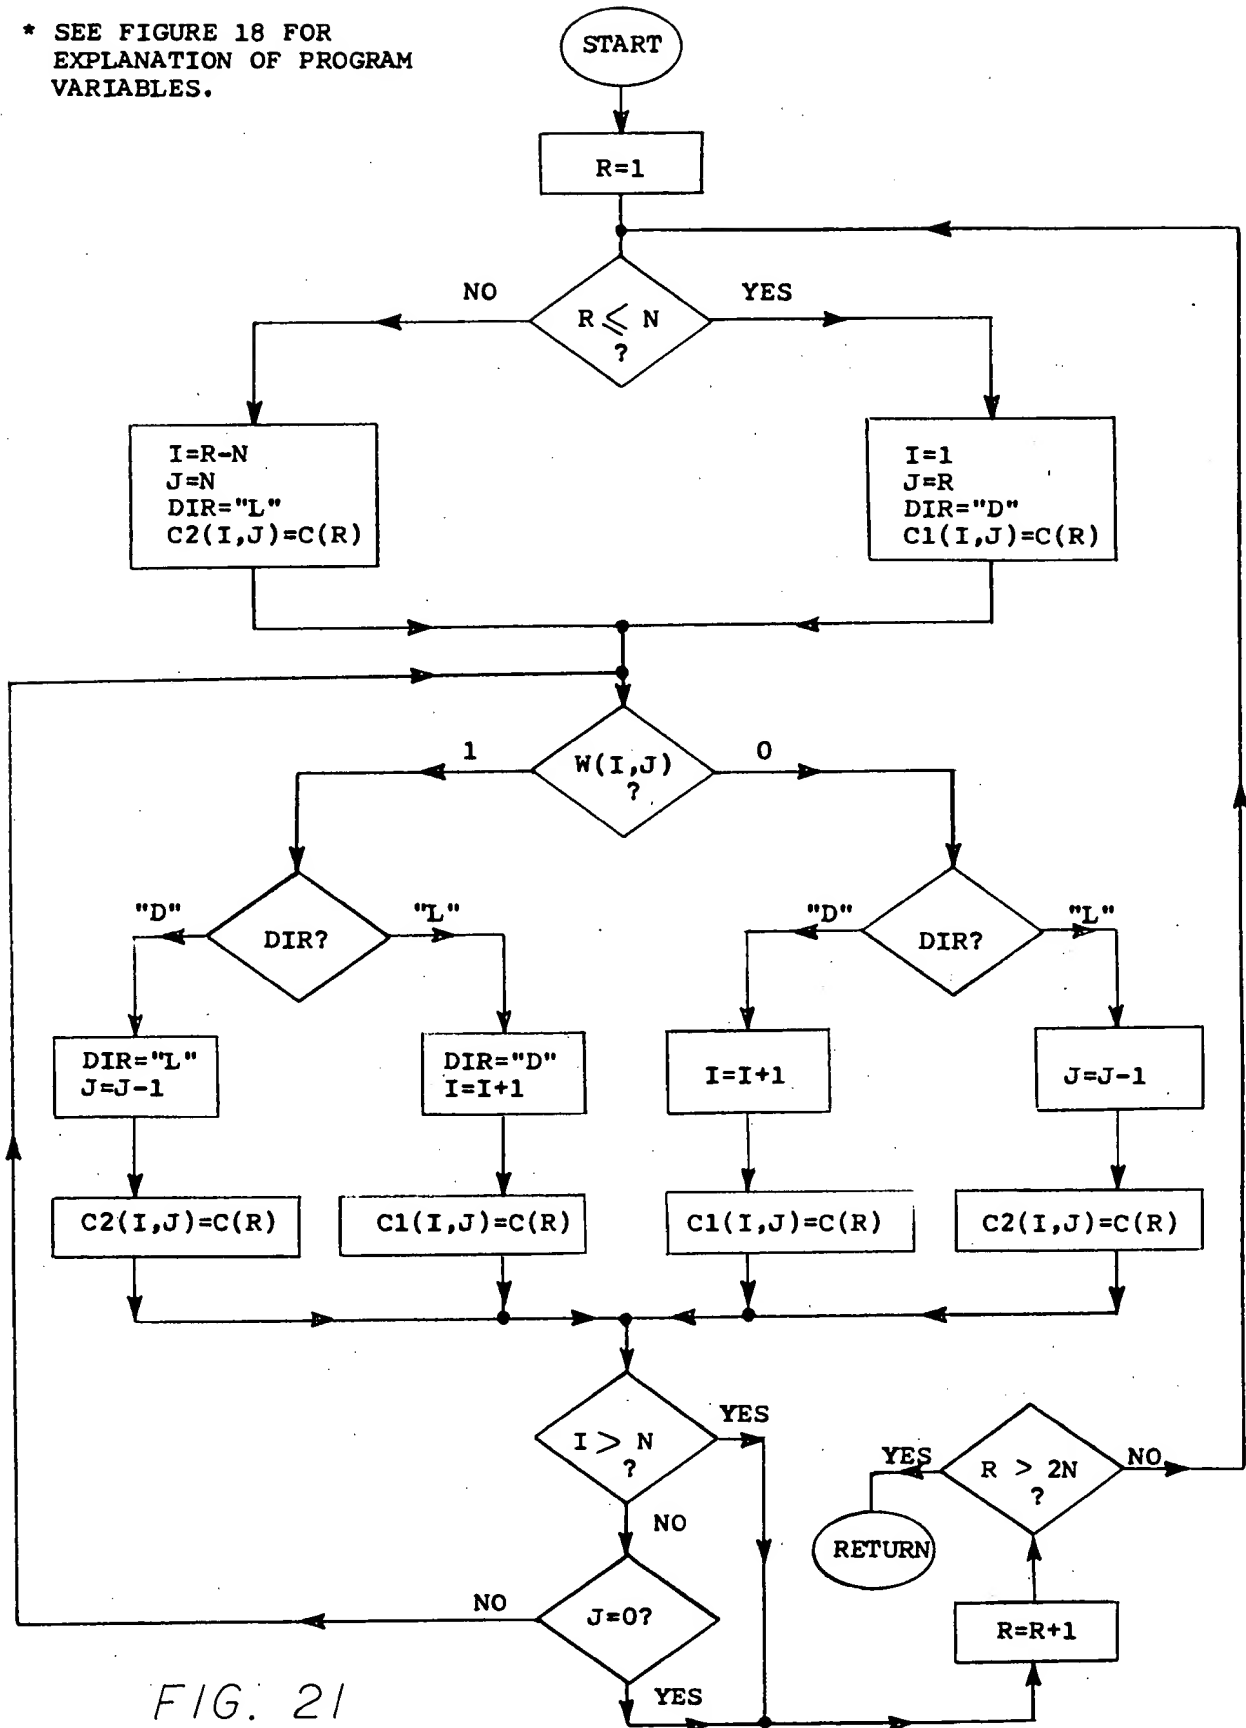 * SEE FIGURE 18 FOR
EXPLANATION OF PROGRAM
VARIABLES.
START
R=1
NO
YES
R ⩽ N
?
I=R-N
J=N
DIR="L"
C2(I,J)=C(R)
I=1
J=R
DIR="D"
C1(I,J)=C(R)
1
W(I,J)
?
0
"D"
DIR?
"L"
"D"
DIR?
"L"
DIR="L"
J=J-1
DIR="D"
I=I+1
I=I+1
J=J-1
C2(I,J)=C(R)
C1(I,J)=C(R)
C1(I,J)=C(R)
C2(I,J)=C(R)
I > N
?
YES
NO
YES
R > 2N
?
NO
RETURN
NO
J=0?
R=R+1
YES
FIG. 21